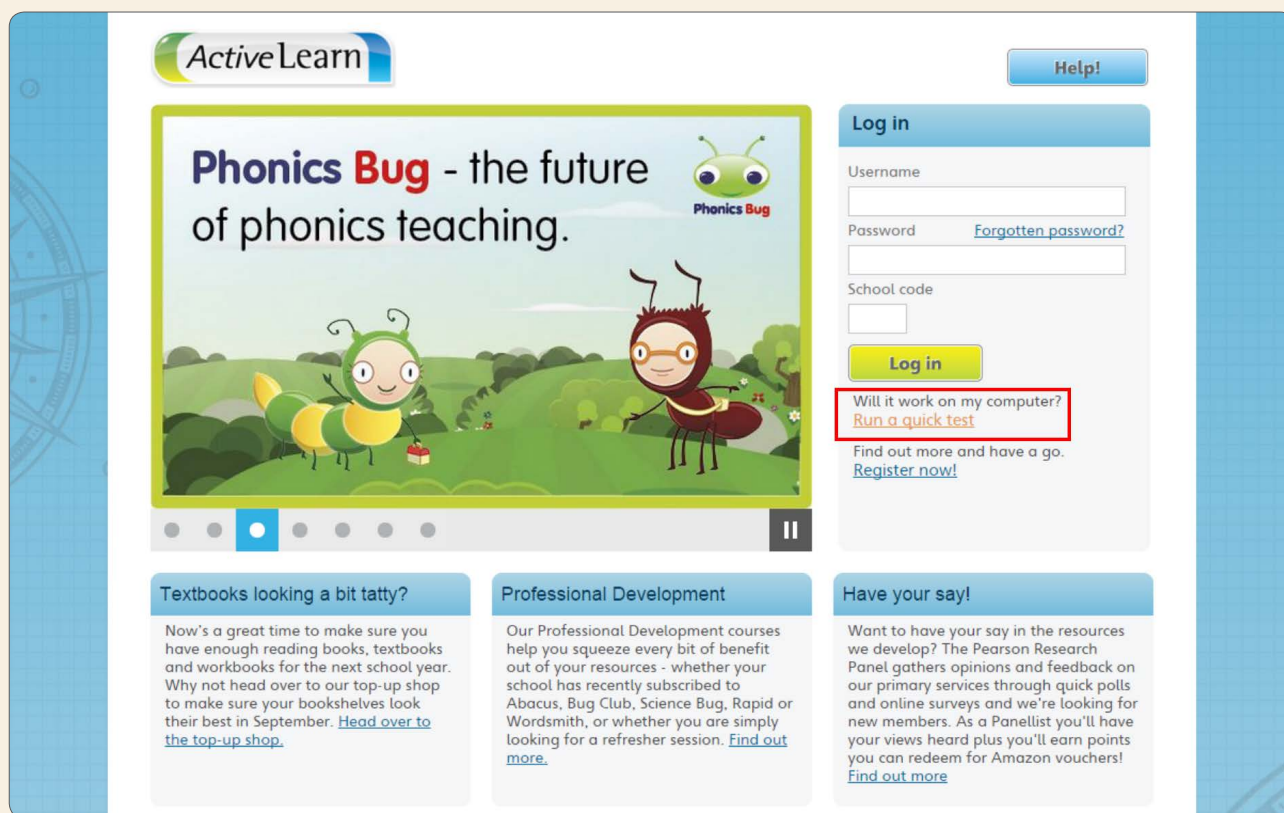 ActiveLearn
Help!
Phonics Bug - the future
of phonics teaching.
Phonics Bug
Log in
Username
Password Forgotten password?
School code
Log in
Will it work on my computer?
Run a quick test
Find out more and have a go.
Register now!
Textbooks looking a bit tatty?
Now's a great time to make sure you
have enough reading books, textbooks
and workbooks for the next school year.
Why not head over to our top-up shop
to make sure your bookshelves look
their best in September. Head over to
the top-up shop.
Professional Development
Our Professional Development courses
help you squeeze every bit of benefit
out of your resources - whether your
school has recently subscribed to
Abacus, Bug Club, Science Bug, Rapid or
Wordsmith, or whether you are simply
looking for a refresher session. Find out
more.
Have your say!
Want to have your say in the resources
we develop? The Pearson Research
Panel gathers opinions and feedback on
our primary services through quick polls
and online surveys and we're looking for
new members. As a Panellist you'll have
your views heard plus you'll earn points
you can redeem for Amazon vouchers!
Find out more